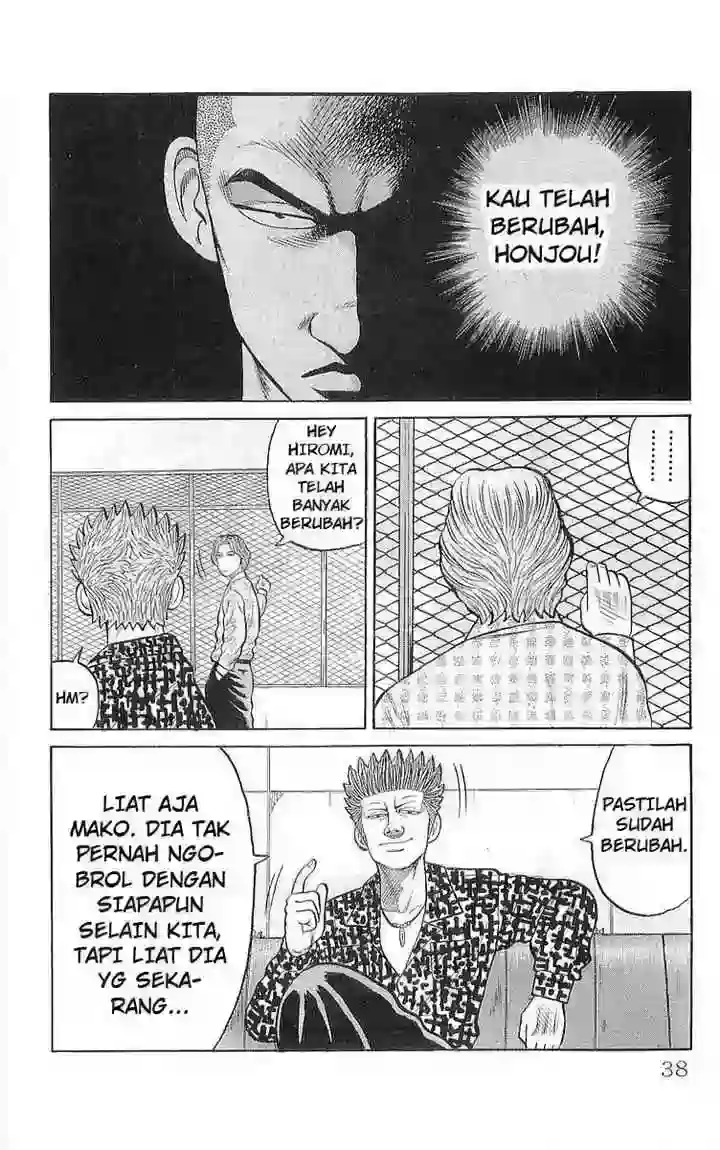 KAU TELAH
BERUBAH,
HONJOU!
HEY
HIROMI,
APA KITA
TELAH
BANYAK
BERUBAH?
HM?
PASTILAH
SUDAH
BERUBAH.
LIAT AJA
MAKO. DIA TAK
PERNAH NGO-
BROL DENGAN
SIAPAPUN
SELAIN KITA,
TAPI LIAT DIA
YG SEKA-
RANG...
38